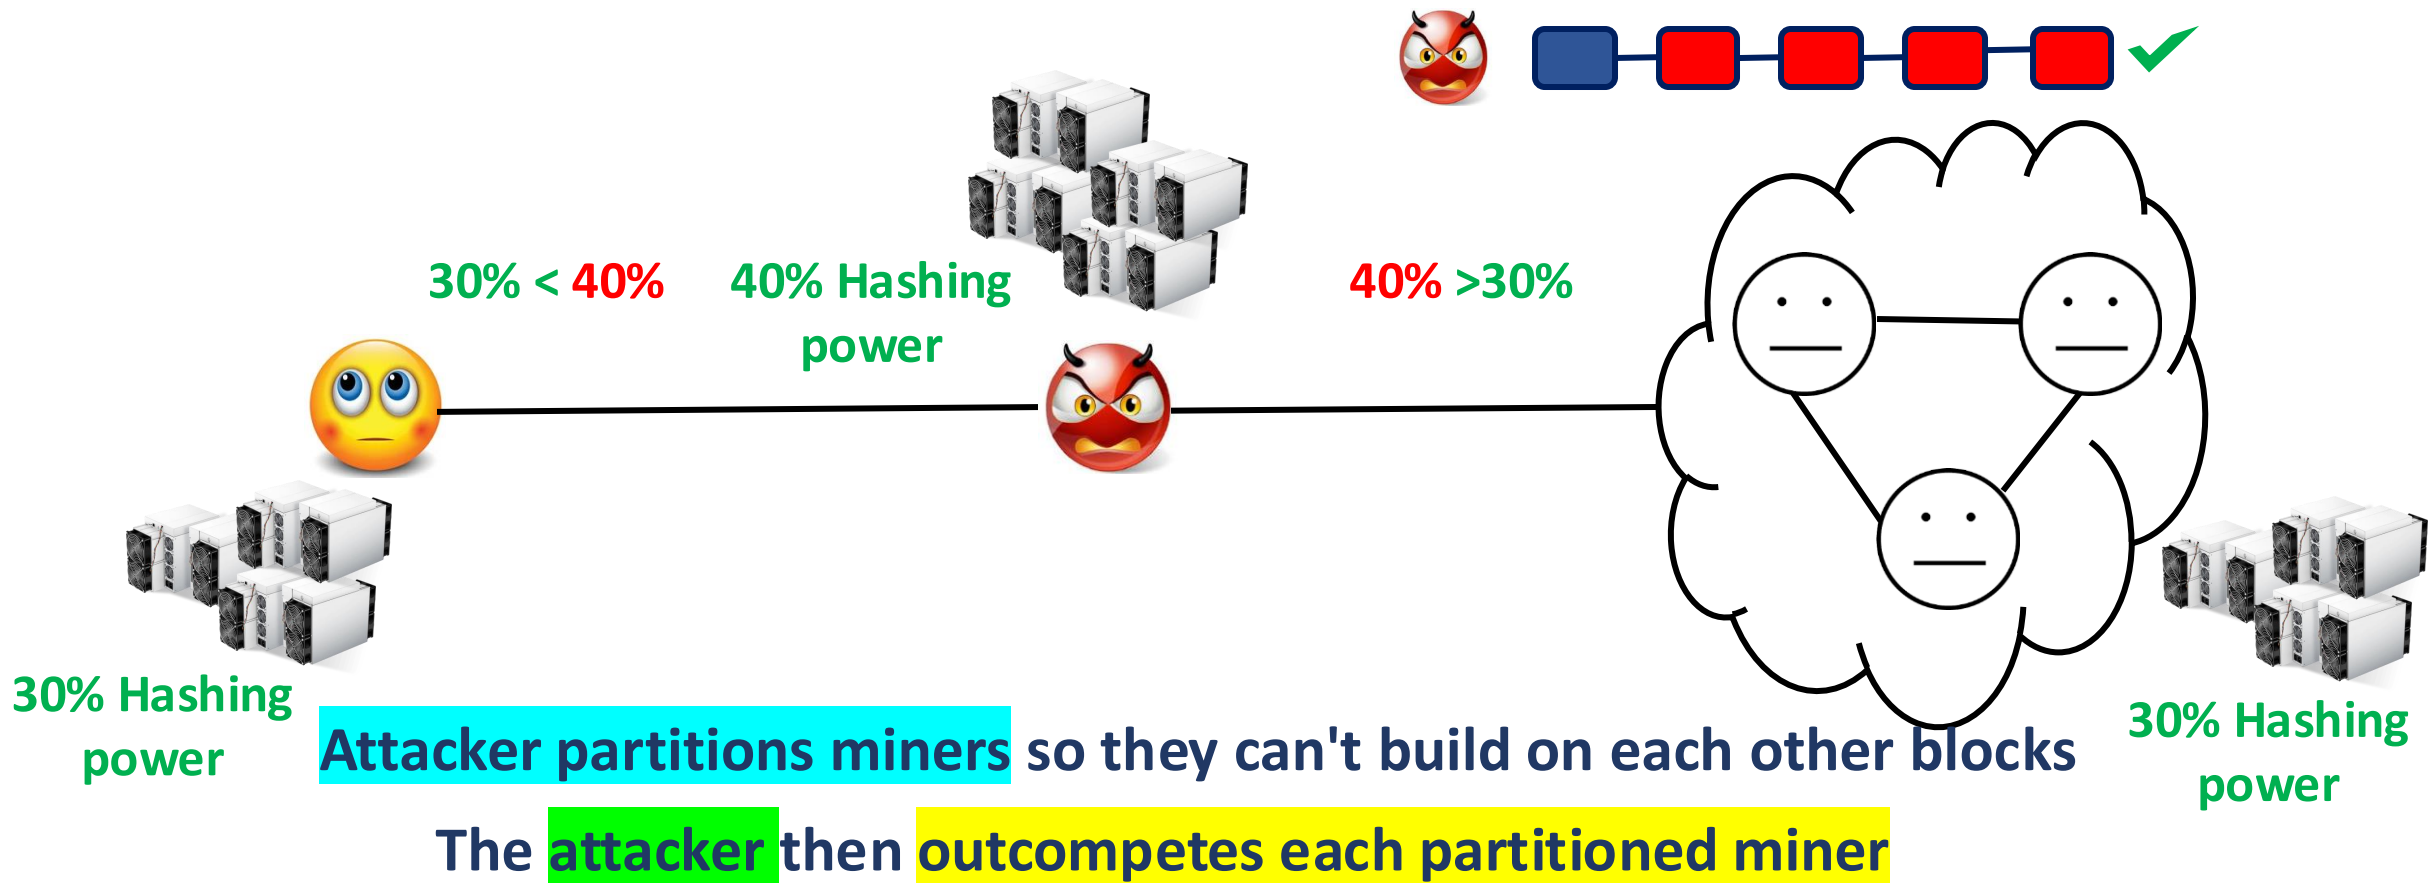 30% < 40%
40% Hashing
power
40% >30%
30% Hashing
power
30% Hashing
power
Attacker partitions miners so they can't build on each other blocks
The attacker then outcompetes each partitioned miner